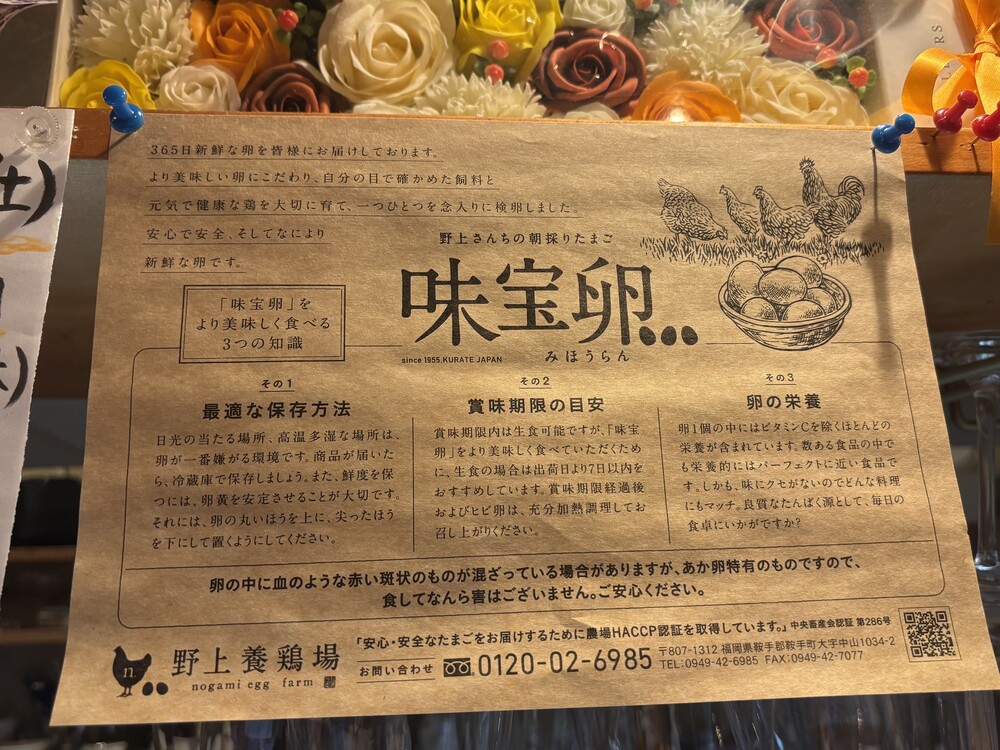 365日新鮮な卵を皆様にお届けしております。
より美味しい卵にこだわり、自分の目で確かめた飼料と
元気で健康な鶏を大切に育て、一つひとつを念入りに検卵しました。
安心で安全、そしてなにより
新鮮な卵です。
野上さんちの朝採りたまご
味宝卵
since 1955.KURATE JAPAN
みほうらん
「味宝卵」を
より美味しく食べる
3つの知識
その1
最適な保存方法
日光の当たる場所、高温多湿な場所は、
卵が一番嫌がる環境です。商品が届いた
ら、冷蔵庫で保存しましょう。また、鮮度を保
つには、卵黄を安定させることが大切です。
それには、卵の丸いほうを上に、尖ったほう
を下にして置くようにしてください。
その2
賞味期限の目安
賞味期限内は生食可能ですが、「味宝
卵」をより美味しく食べていただくため
に、生食の場合は出荷日より7日以内を
おすすめしています。賞味期限経過後
およびヒビ卵は、充分加熱調理してお
召し上がりください。
その3
卵の栄養
卵1個の中にはビタミンCを除くほとんどの
栄養が含まれています。数ある食品の中で
も栄養的にはパーフェクトに近い食品で
す。しかも、味にクセがないのでどんな料理
にもマッチ。良質なたんぱく源として、毎日の
食卓にいかがですか?
卵の中に血のような赤い斑状のものが混ざっている場合がありますが、あか卵特有のものですので、
食してなんら害はございません。ご安心ください。
n.
野上養鶏場
nogami egg farm
「安心・安全なたまごをお届けするために農場HACCP認証を取得しています。」中央畜産会認証 第286号
お問い合わせ
0120-02-6985
〒807-1312 福岡県鞍手郡鞍手町大字中山1034-2
TEL:0949-42-6985 FAX:0949-42-7077